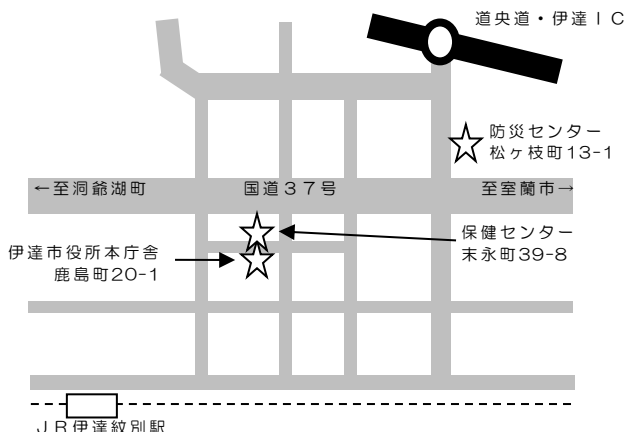 道央道・伊達ＩＣ
防災センター
松ヶ枝町13-1
←至洞爺湖町
国道３７号
至室蘭市→
保健センター
末永町39-8
伊達市役所本庁舎
鹿島町20-1
ＪＲ伊達紋別駅